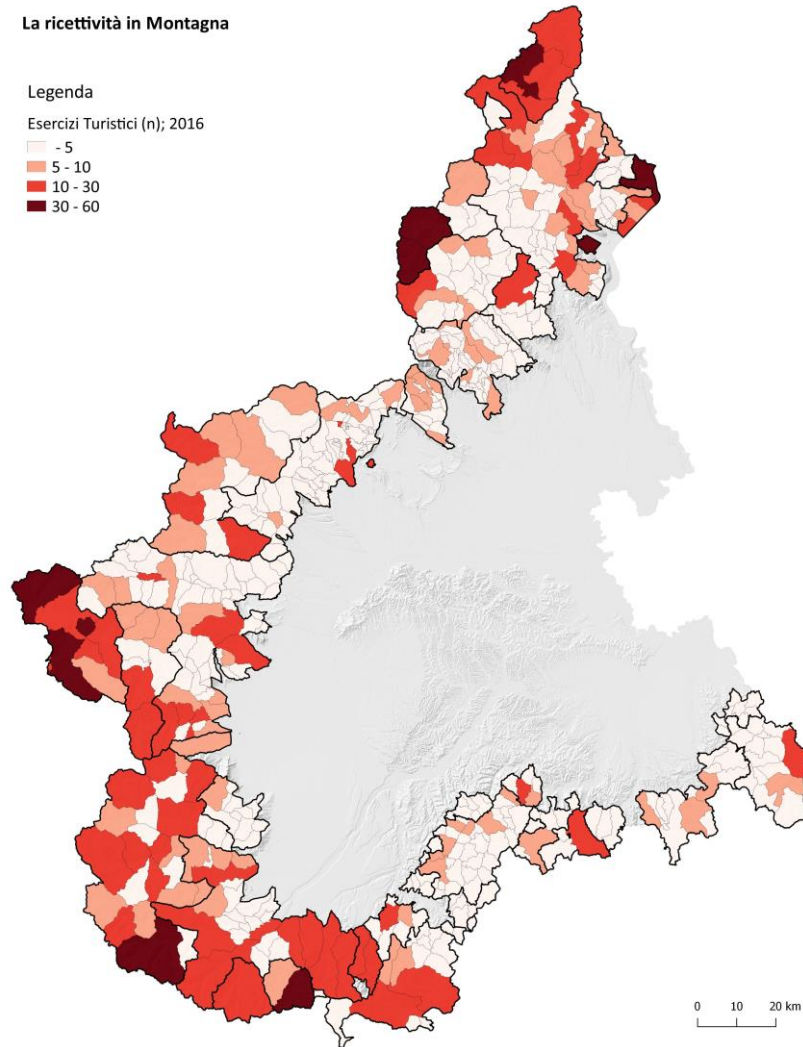 La ricettività in Montagna
Legenda
Esercizi Turistici (n); 2016
- 5
5 - 10
10 - 30
30 - 60
0 10 20 km